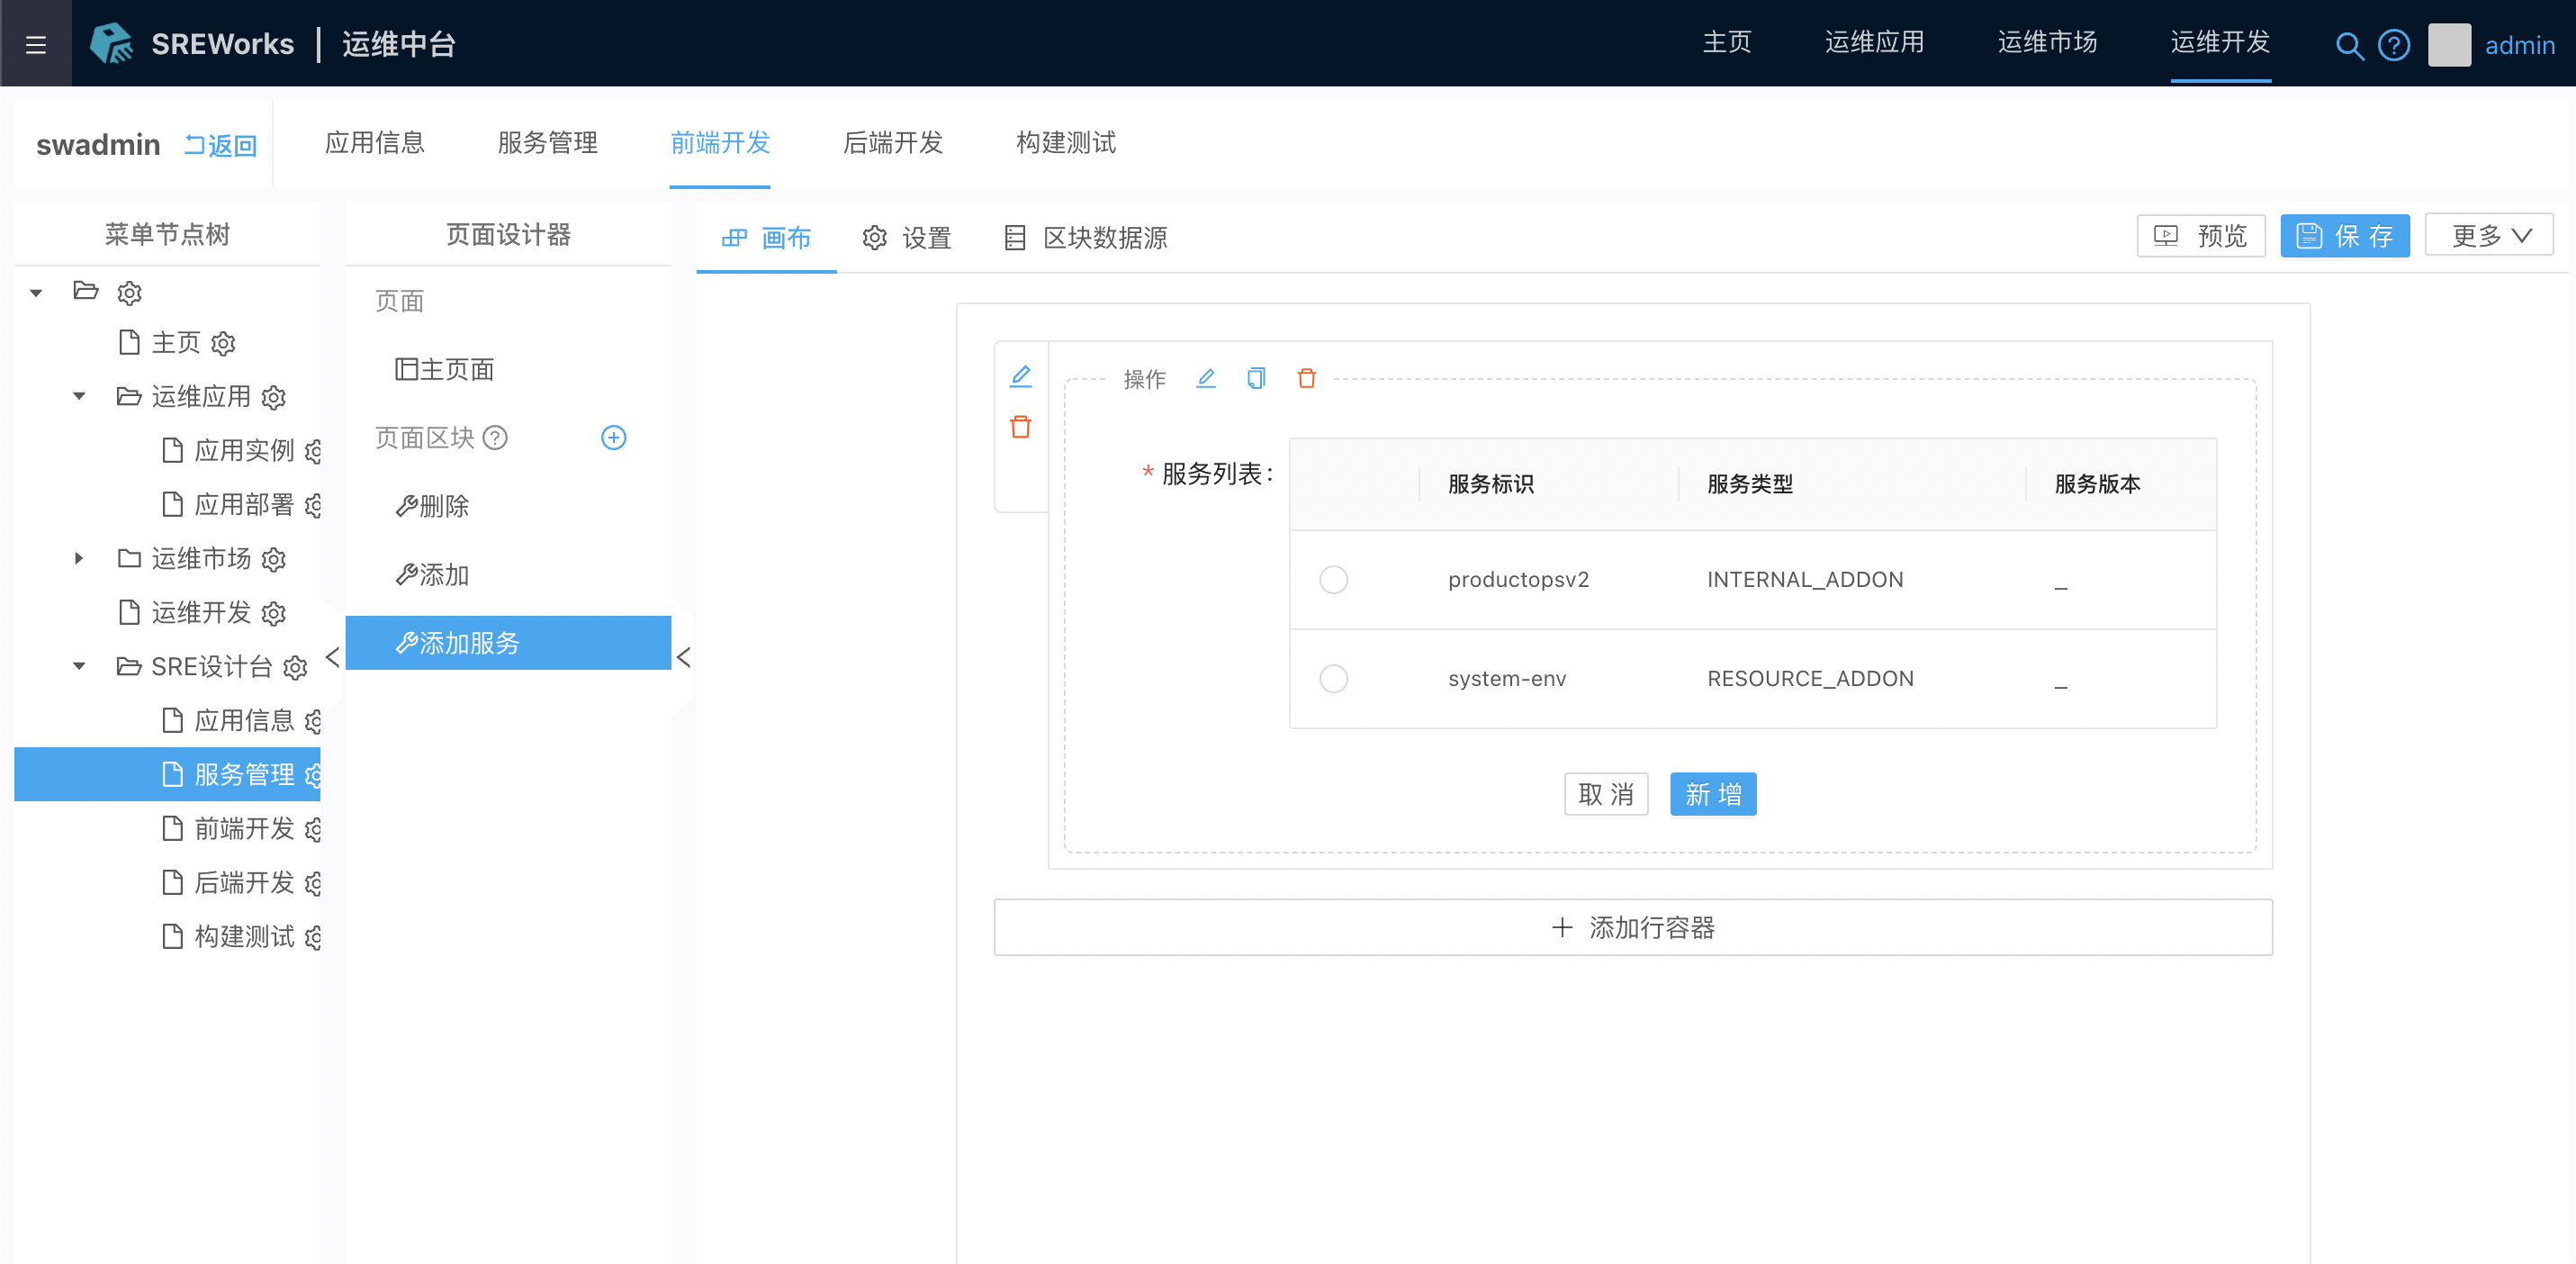 SREWorks | 运维中台 主页 运维应用 运维市场 运维开发 admin
swadmin 返回 应用信息 服务管理 前端开发 后端开发 构建测试
菜单节点树
主页
运维应用
应用实例
应用部署
运维市场
运维开发
SRE设计台
应用信息
服务管理
前端开发
后端开发
构建测试
页面设计器
页面
主页面
页面区块
删除
添加
添加服务
画布 设置 区块数据源 预览 保 存 更多
操作
* 服务列表:
服务标识 服务类型 服务版本
productopsv2 INTERNAL_ADDON _
system-env RESOURCE_ADDON _
取 消 新 增
+ 添加行容器